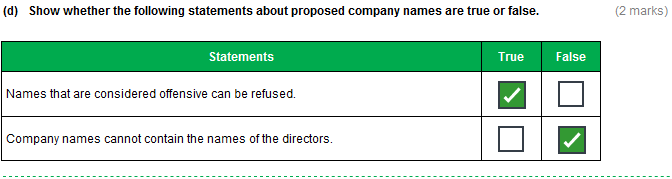 (d) Show whether the following statements about proposed company names are true or false. (2 marks)
Statements True False
Names that are considered offensive can be refused.
Company names cannot contain the names of the directors.